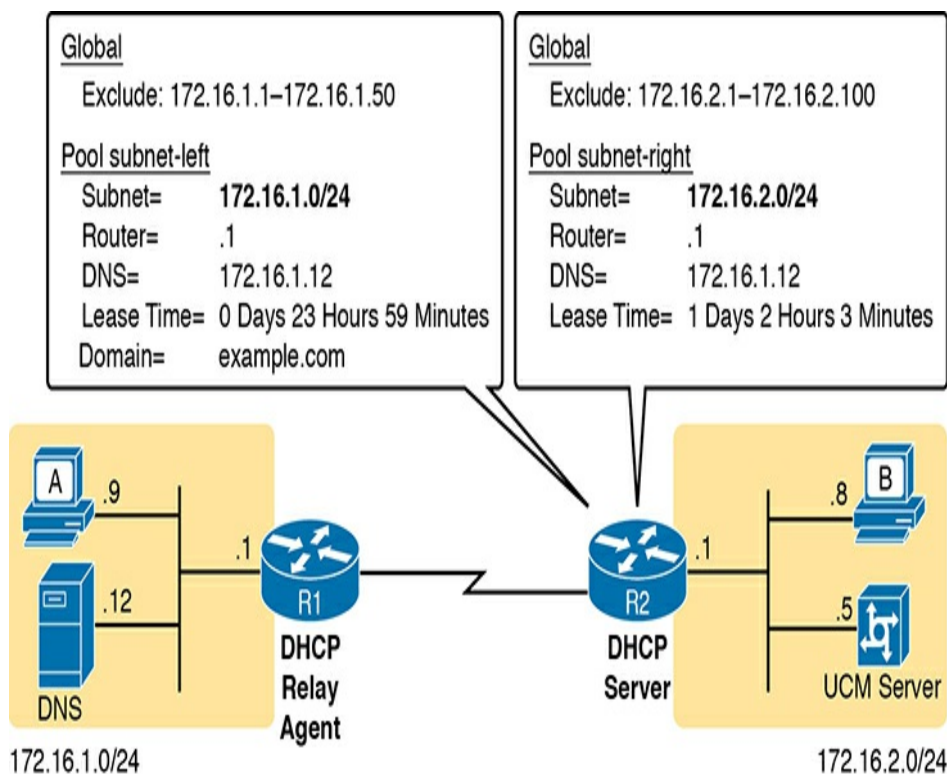 Global
Exclude: 172.16.1.1–172.16.1.50
Pool subnet-left
Subnet= 172.16.1.0/24
Router= .1
DNS= 172.16.1.12
Lease Time= 0 Days 23 Hours 59 Minutes
Domain= example.com
Global
Exclude: 172.16.2.1–172.16.2.100
Pool subnet-right
Subnet= 172.16.2.0/24
Router= .1
DNS= 172.16.1.12
Lease Time= 1 Days 2 Hours 3 Minutes
A
.9
.1
.12
DNS
R1
DHCP
Relay
Agent
R2
DHCP
Server
.1
.8
B
.5
UCM Server
172.16.1.0/24
172.16.2.0/24